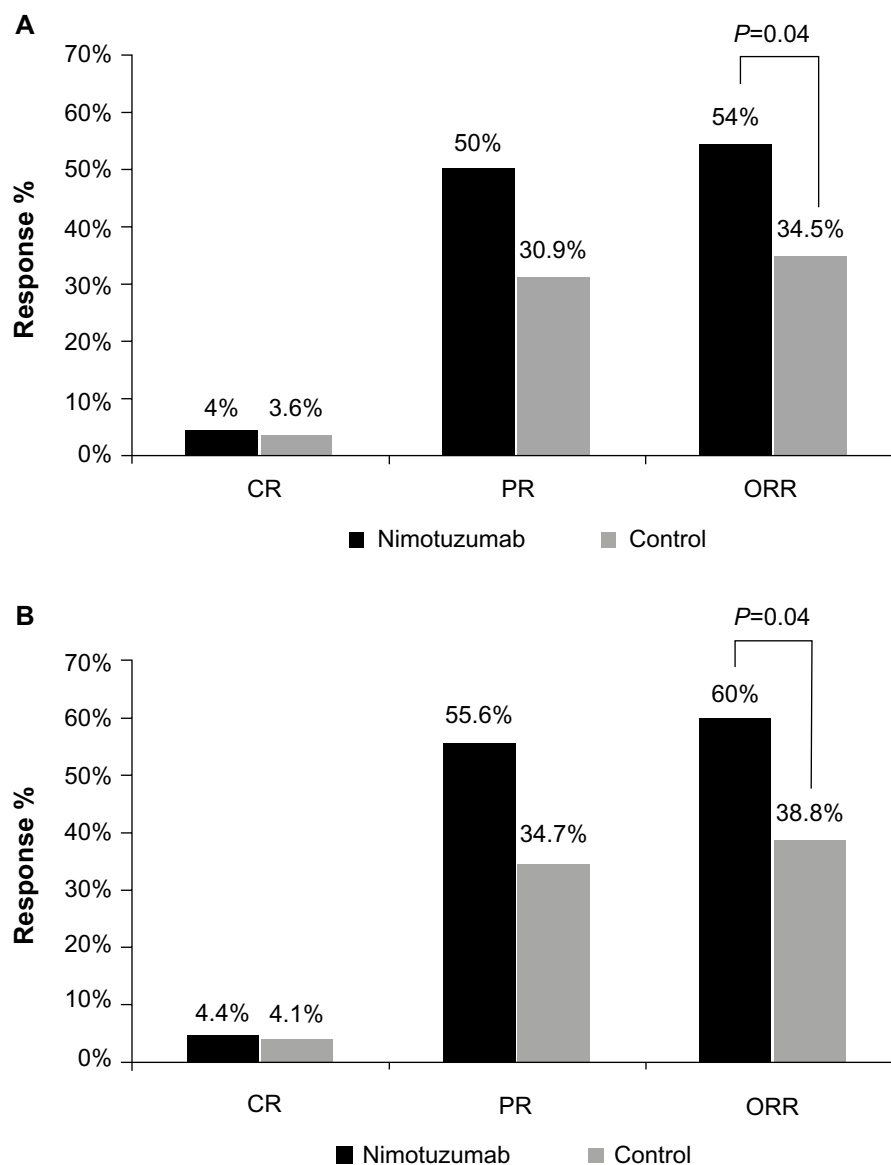 A
P=0.04
70%
60%
50%
40%
30%
20%
10%
0%
Response %
54%
50%
34.5%
30.9%
4%
3.6%
CR
PR
ORR
Nimotuzumab
Control
B
P=0.04
70%
60%
50%
40%
30%
20%
10%
0%
Response %
60%
55.6%
38.8%
34.7%
4.4%
4.1%
CR
PR
ORR
Nimotuzumab
Control